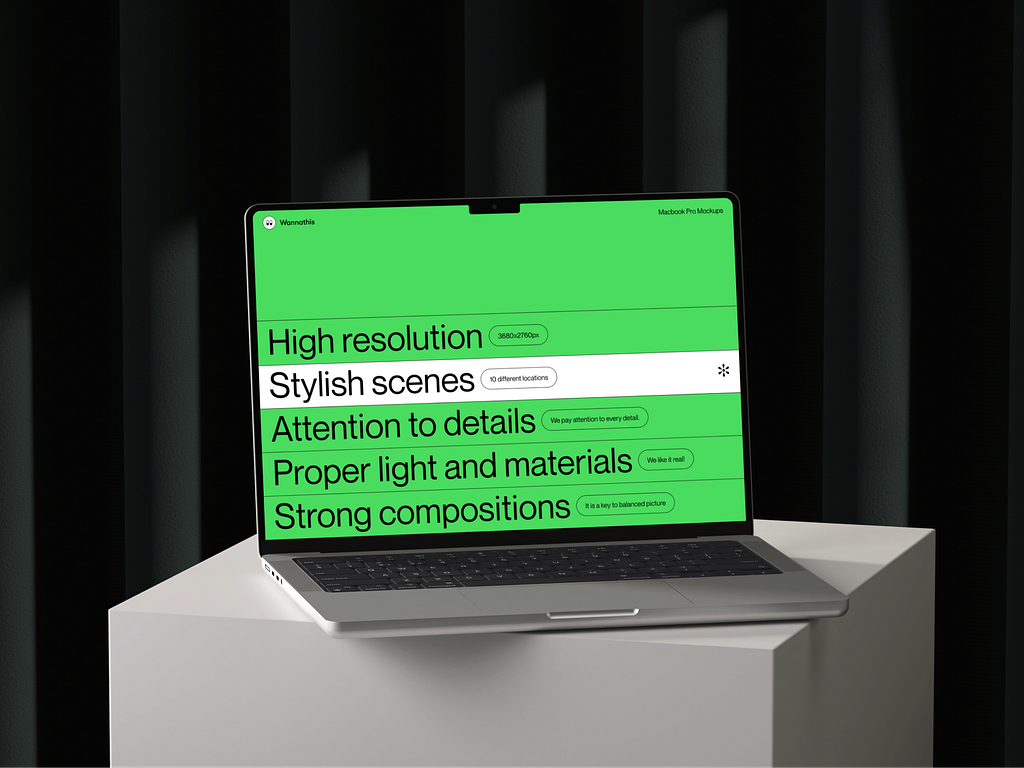 Wannathis
Macbook Pro Mockups
High resolution
3680x2760px
Stylish scenes
10 different locations
Attention to details
We pay attention to every detail.
Proper light and materials
We like it real!
Strong compositions
It is a key to balanced picture